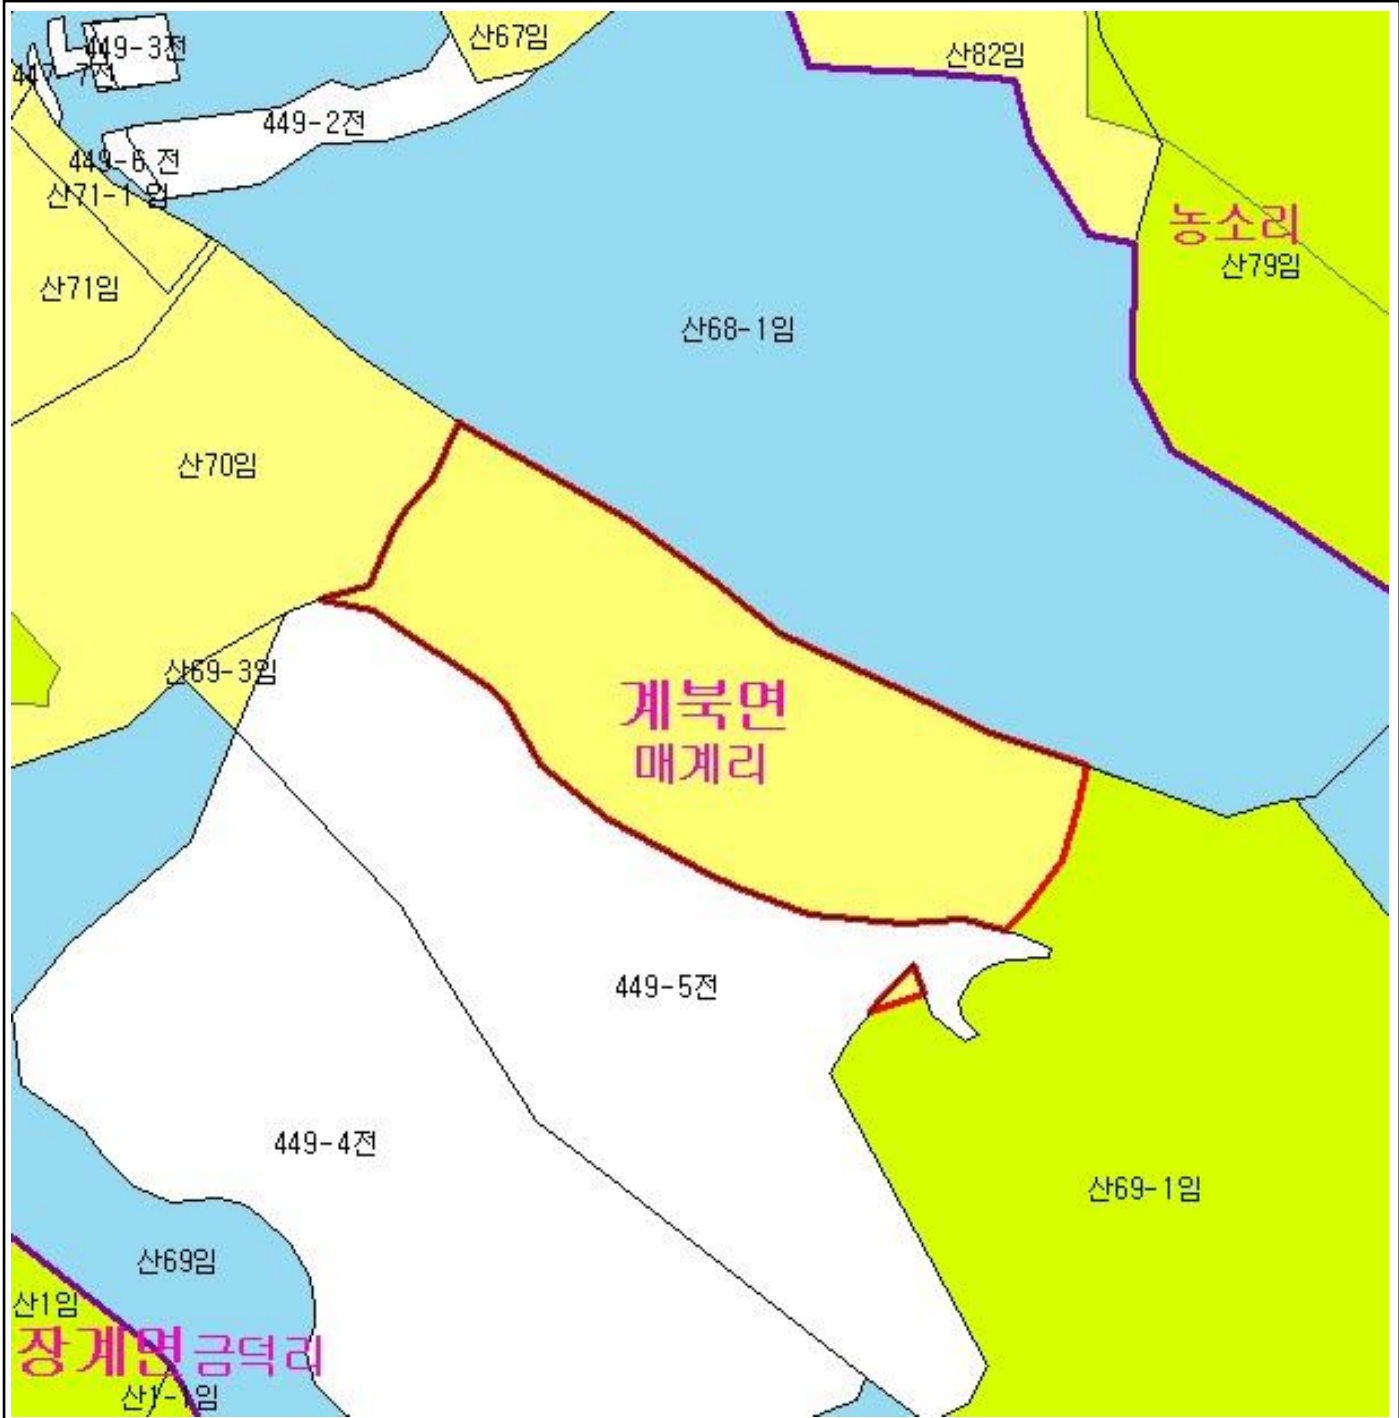 449-3전
산67임
산82임
447-7전
449-2전
449-6 전
산71-1 임
농소리
산79임
산71임
산68-1임
산70임
산69-3임
계북면
매계리
449-5전
449-4전
산69-1임
산69임
산1임
장계면 금덕리
산1-1임